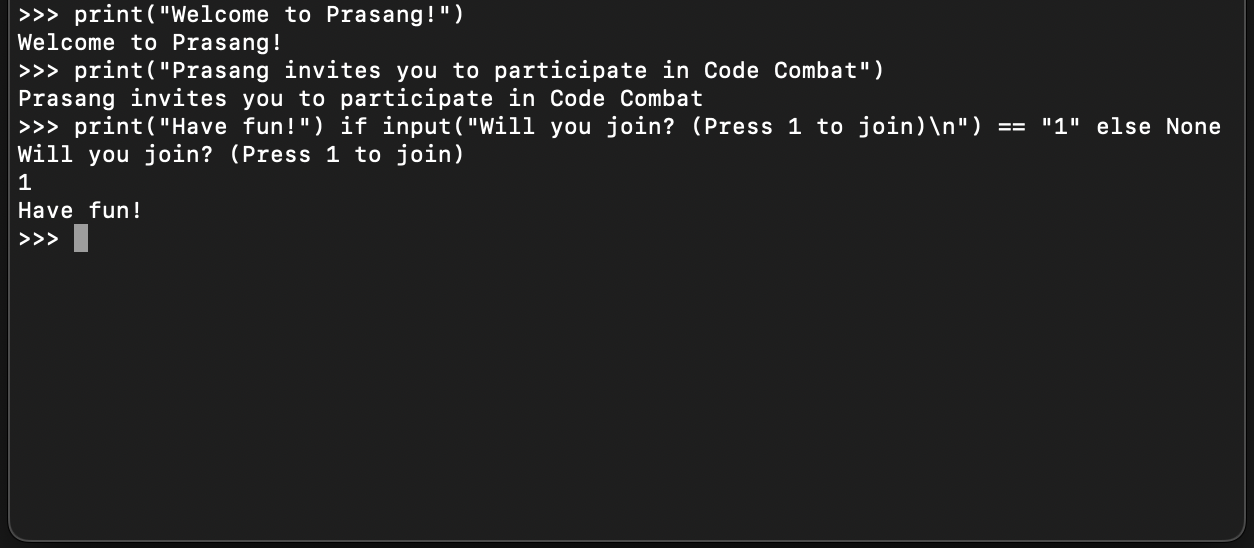 >>> print("Welcome to Prasang!")
Welcome to Prasang!
>>> print("Prasang invites you to participate in Code Combat")
Prasang invites you to participate in Code Combat
>>> print("Have fun!") if input("Will you join? (Press 1 to join)\n") == "1" else None
Will you join? (Press 1 to join)
1
Have fun!
>>>